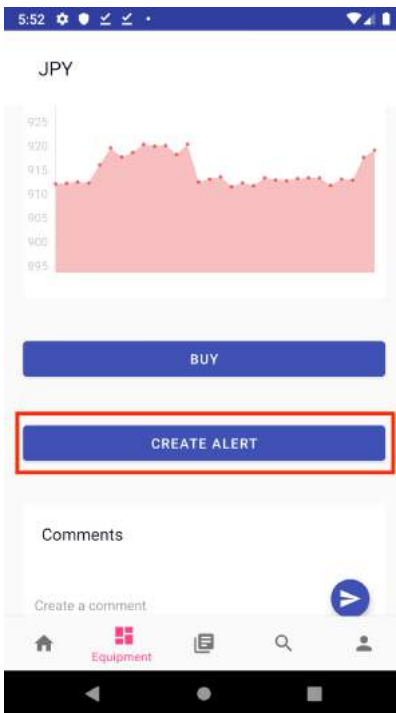 5:52
JPY
925
920
915
910
905
900
895
BUY
CREATE ALERT
Comments
Create a comment
Equipment